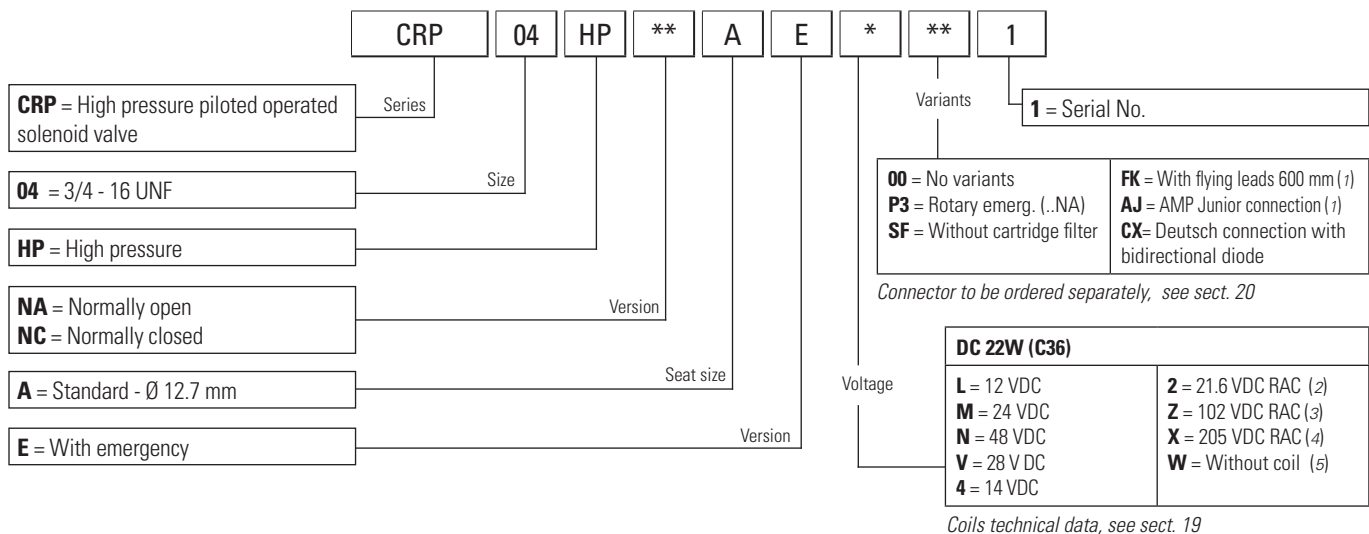 CRP 04 HP ** A E * ** 1
CRP = High pressure piloted operated
solenoid valve
Series
Variants
1 = Serial No.
04 = 3/4 - 16 UNF
Size
00 = No variants
P3 = Rotary emerg. (..NA)
SF = Without cartridge filter
FK = With flying leads 600 mm (1)
AJ = AMP Junior connection (1)
CX= Deutsch connection with
bidirectional diode
HP = High pressure
Connector to be ordered separately, see sect. 20
NA = Normally open
NC = Normally closed
Version
A = Standard - Ø 12.7 mm
Seat size
E = With emergency
Version
Voltage
DC 22W (C36)
L = 12 VDC
M = 24 VDC
N = 48 VDC
V = 28 V DC
4 = 14 VDC
2 = 21.6 VDC RAC (2)
Z = 102 VDC RAC (3)
X = 205 VDC RAC (4)
W = Without coil (5)
Coils technical data, see sect. 19